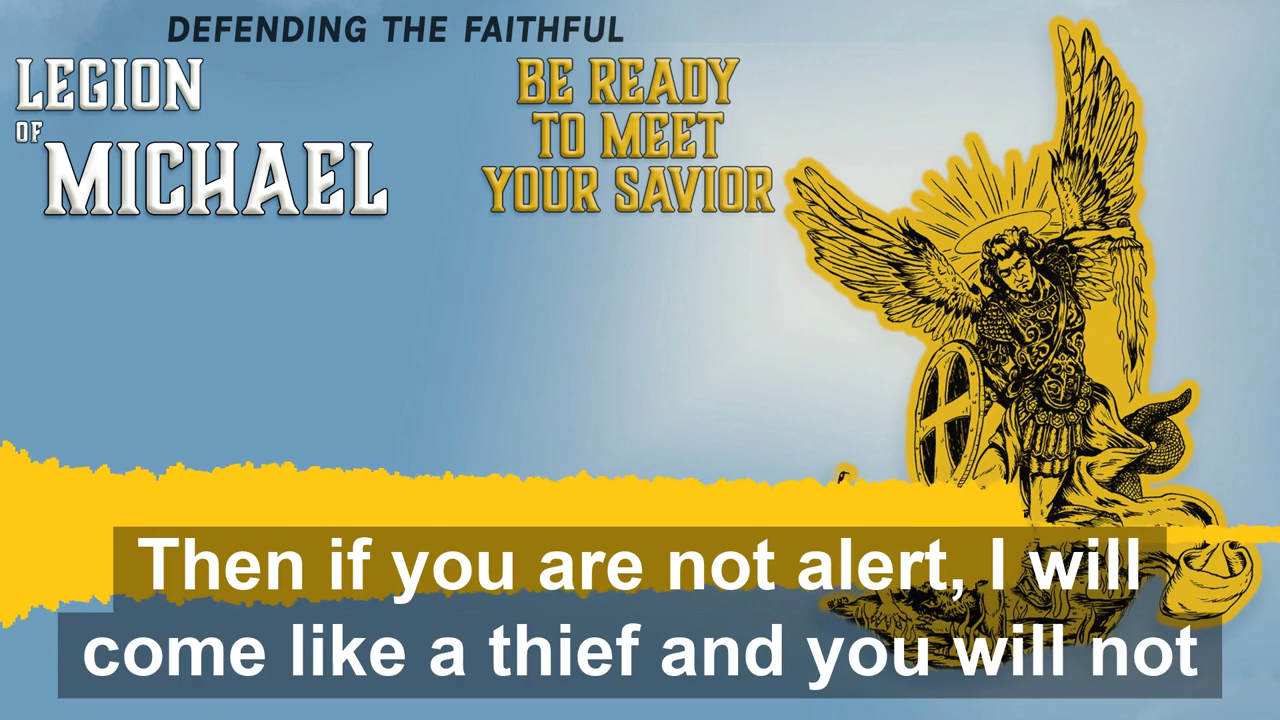 DEFENDING THE FAITHFUL
LEGION
OF
MICHAEL
BE READY
TO MEET
YOUR SAVIOR
Then if you are not alert, I will
come like a thief and you will not